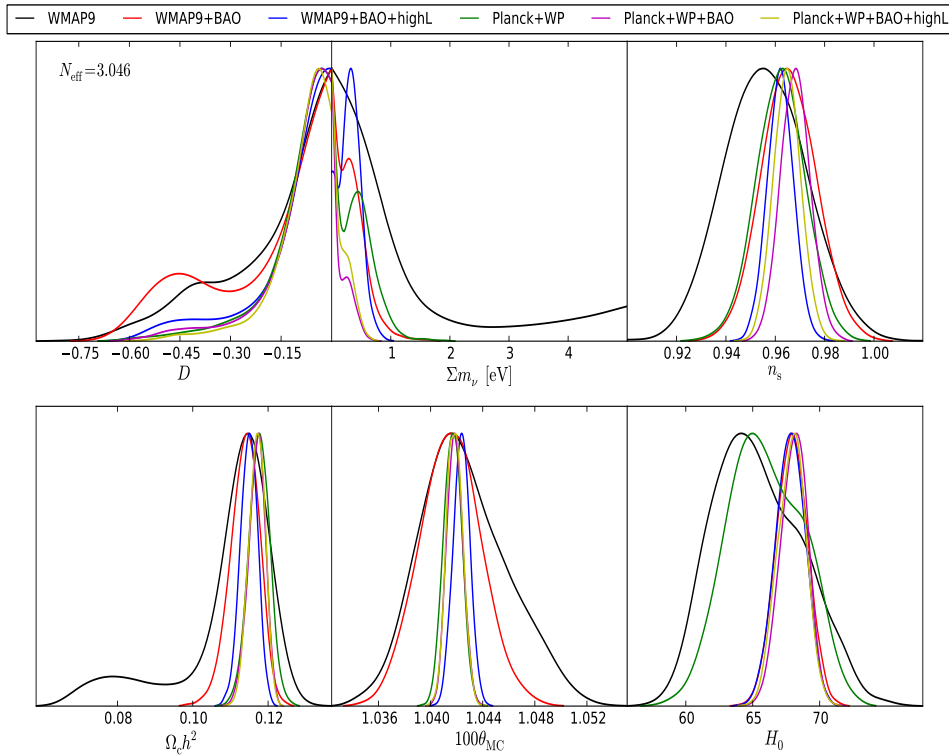 WMAP9 WMAP9+BAO WMAP9+BAO+highL Planck+WP Planck+WP+BAO Planck+WP+BAO+highL
N_eff=3.046
−0.75 −0.60 −0.45 −0.30 −0.15
D
1 2 3 4
Σm_ν [eV]
0.92 0.94 0.96 0.98 1.00
n_s
0.08 0.10 0.12
Ω_c h²
1.036 1.040 1.044 1.048 1.052
100θ_MC
60 65 70
H_0